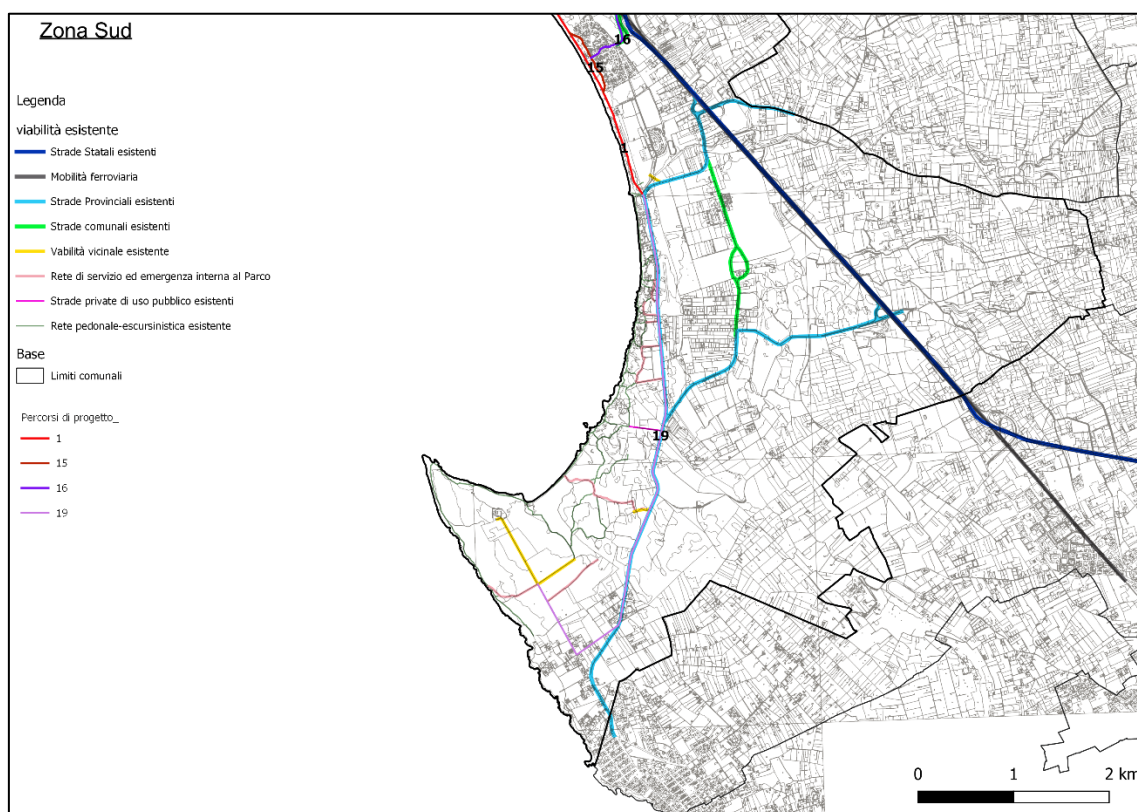 Zona Sud
Legenda
viabilità esistente
Strade Statali esistenti
Mobilità ferroviaria
Strade Provinciali esistenti
Strade comunali esistenti
Vabilità vicinale esistente
Rete di servizio ed emergenza interna al Parco
Strade private di uso pubblico esistenti
Rete pedonale-escursinistica esistente
Base
Limiti comunali
Percorsi di progetto_
1
15
16
19
16
15
1
19
0 1 2 km